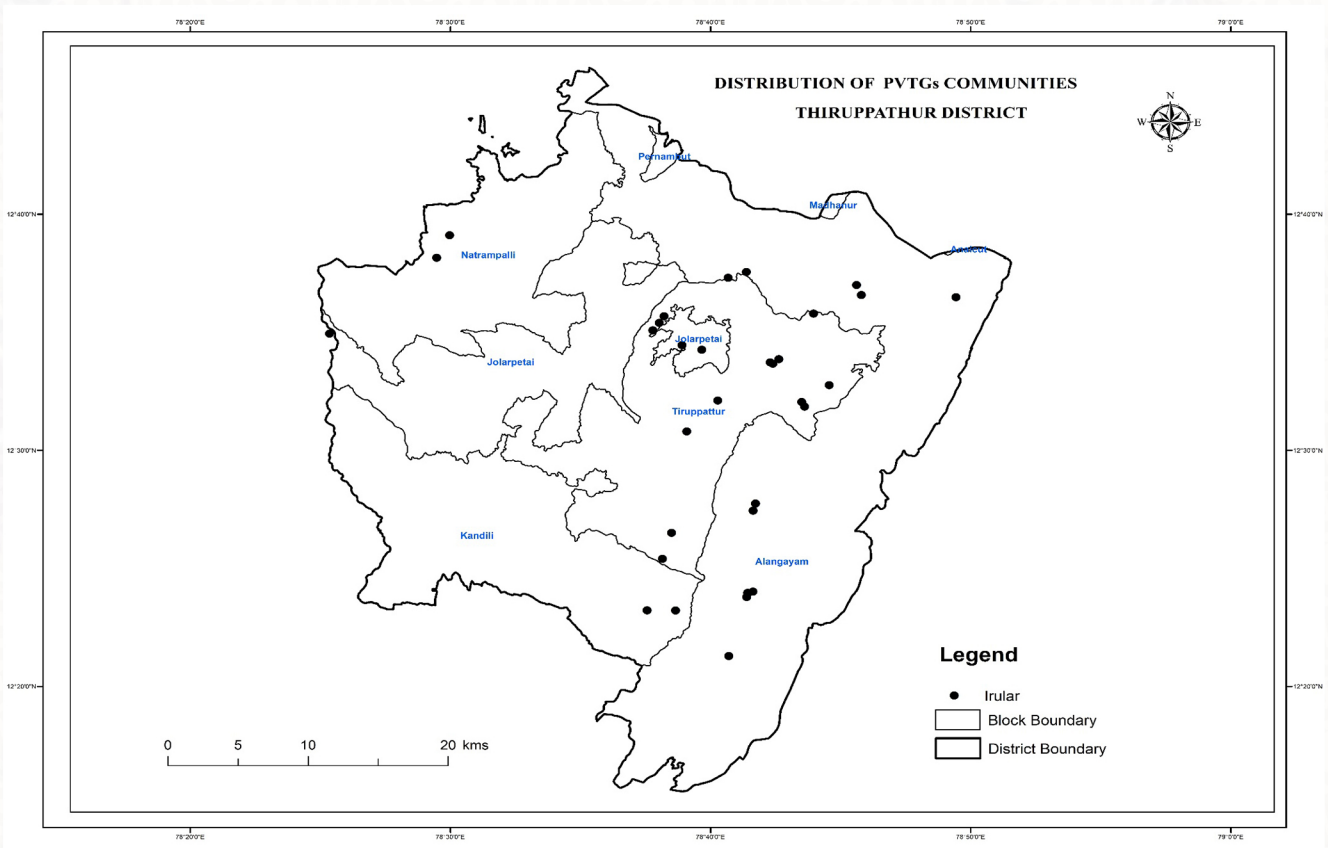 78°20'0"E 78°30'0"E 78°40'0"E 78°50'0"E 79°0'0"E
DISTRIBUTION OF PVTGs COMMUNITIES
THIRUPPATHUR DISTRICT
N
W E
S
Pernambut
Madhanur
12°40'0"N 12°40'0"N
Anaicut
Natrampalli
Jolarpetai
Jolarpetai
Tiruppattur
12°30'0"N 12°30'0"N
Kandili
Alangayam
Legend
12°20'0"N 12°20'0"N
Irular
Block Boundary
District Boundary
0 5 10 20 kms
78°20'0"E 78°30'0"E 78°40'0"E 78°50'0"E 79°0'0"E